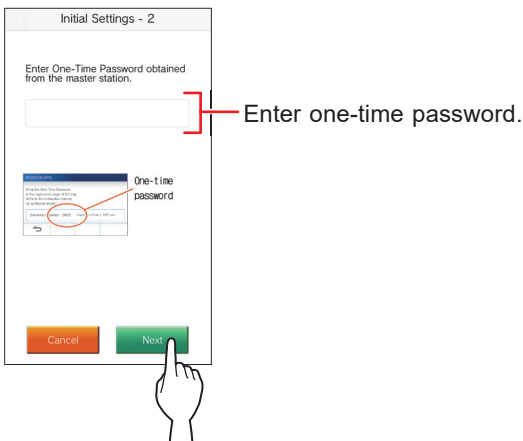 Initial Settings - 2
Enter One-Time Password obtained
from the master station.
Enter one-time password.
One-time
password
Cancel
Next